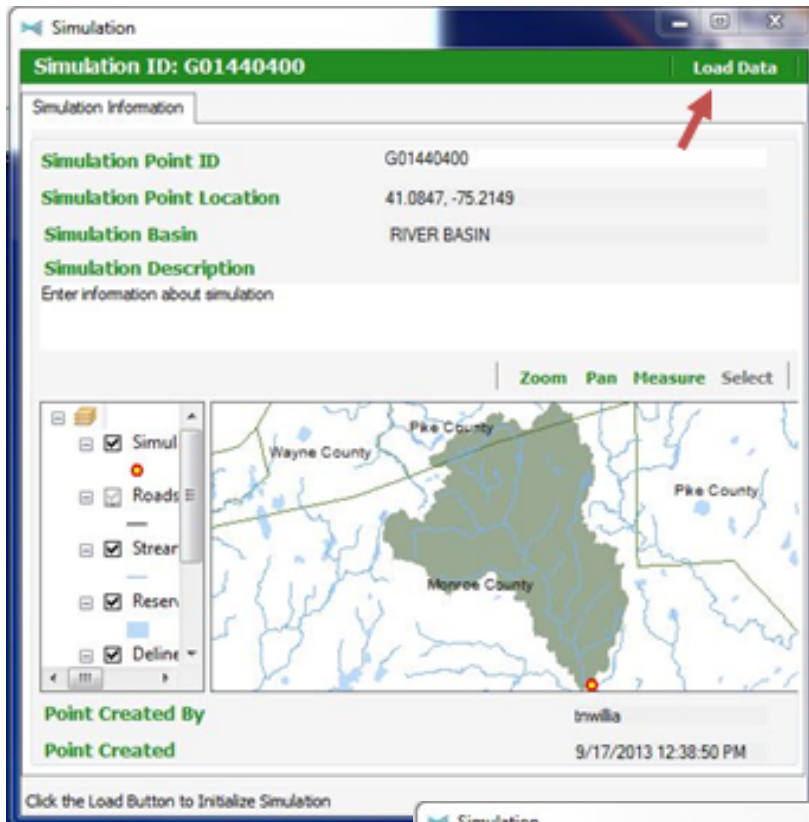 Simulation
Simulation ID: G01440400 Load Data
Simulation Information
Simulation Point ID G01440400
Simulation Point Location 41.0847, -75.2149
Simulation Basin RIVER BASIN
Simulation Description
Enter information about simulation
Zoom Pan Measure Select
Simul
Roads
Strear
Reserv
Deline
Pike County
Wayne County
Pike County
Monroe County
Point Created By tnwillia
Point Created 9/17/2013 12:38:50 PM
Click the Load Button to Initialize Simulation
Simulation